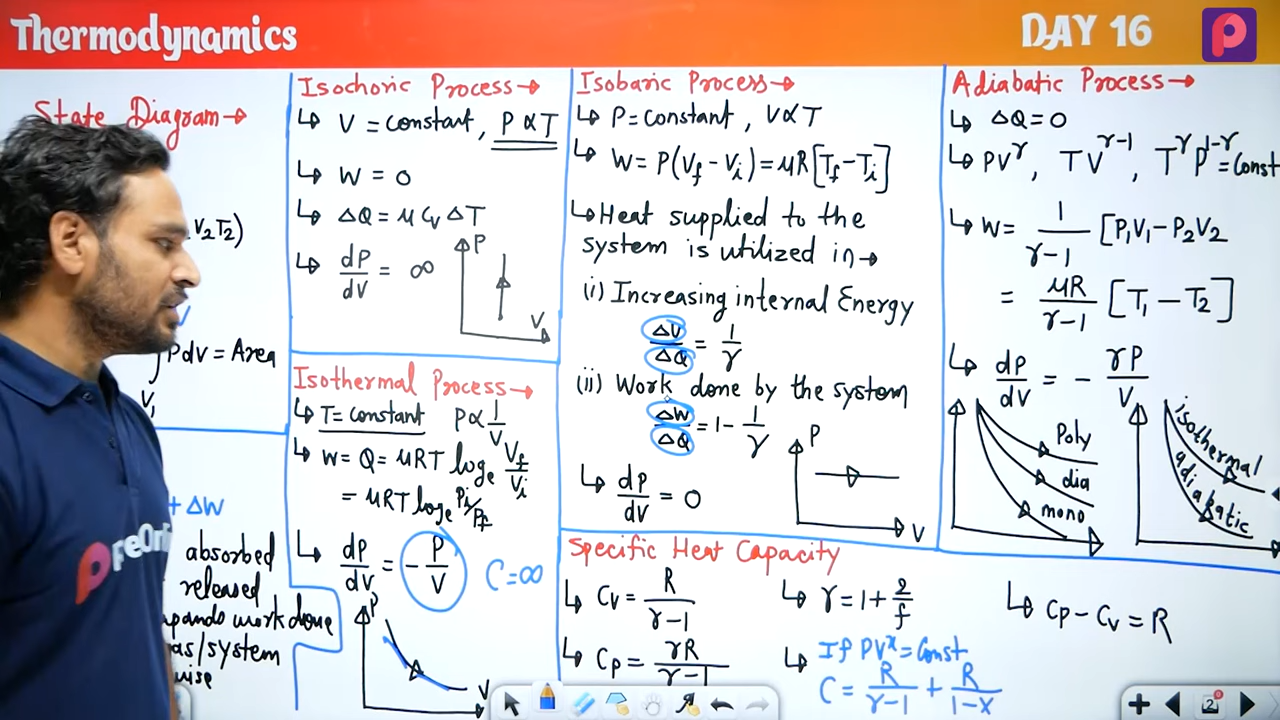 Thermodynamics
DAY 16
State Diagram→
V₂T₂)
Pdv = Area
V₁
+ ΔW
absorbed
released
work done
as/system
wise
Isochoric Process→
↳ V = constant, P ∝ T
↳ W = 0
↳ ΔQ = μ Cv ΔT
↳ dP/dv = ∞
P
V
Isothermal Process→
↳ T = constant P ∝ 1/V
↳ W = Q = μRT logₑ Vf/Vi
= μRT logₑ Pi/Pf
↳ dP/dv = - P/V C = ∞
P
V
Isobaric Process→
↳ P = Constant, V ∝ T
↳ W = P(Vf - Vi) = μR[Tf - Ti]
↳ Heat supplied to the
system is utilized in→
(i) Increasing internal Energy
ΔU/ΔQ = 1/γ
(ii) Work done by the system
ΔW/ΔQ = 1 - 1/γ
↳ dP/dv = 0
P
V
Adiabatic Process→
↳ ΔQ = 0
↳ PV^γ, TV^γ-1, T^γ P^1-γ = Const
↳ W = 1/γ-1 [P₁V₁ - P₂V₂
= μR/γ-1 [T₁ - T₂]
↳ dP/dv = - γP/V
Poly
dia
mono
isothermal
adiabatic
Specific Heat Capacity
↳ Cv = R/γ-1
↳ Cp = γR/γ-1
↳ γ = 1 + 2/f
↳ If PV^x = Const
C = R/γ-1 + R/1-x
↳ Cp - Cv = R
2